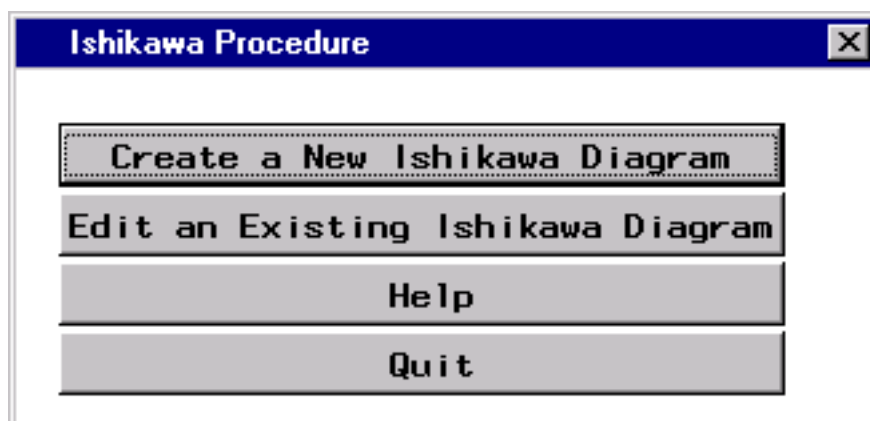 Ishikawa Procedure
Create a New Ishikawa Diagram
Edit an Existing Ishikawa Diagram
Help
Quit